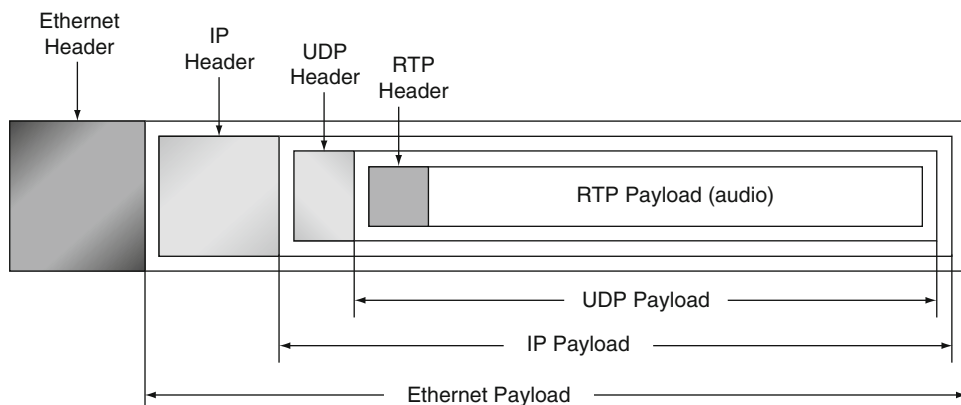 Ethernet
Header
IP
Header
UDP
Header
RTP
Header
RTP Payload (audio)
UDP Payload
IP Payload
Ethernet Payload